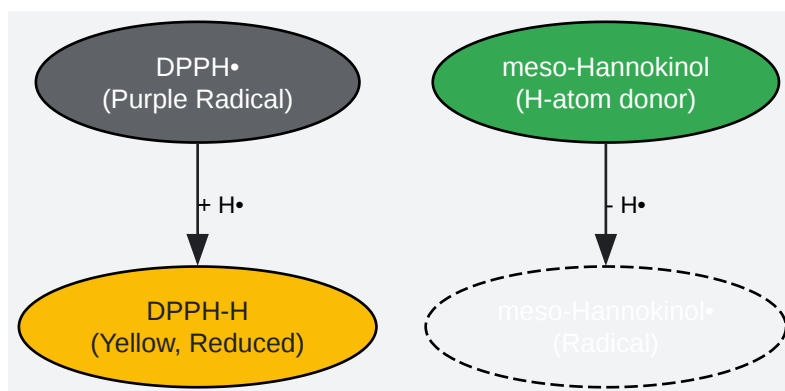 DPPH•
(Purple Radical)
meso-Hannokinol
(H-atom donor)
+ H•
- H•
DPPH-H
(Yellow, Reduced)
meso-Hannokinol•
(Radical)